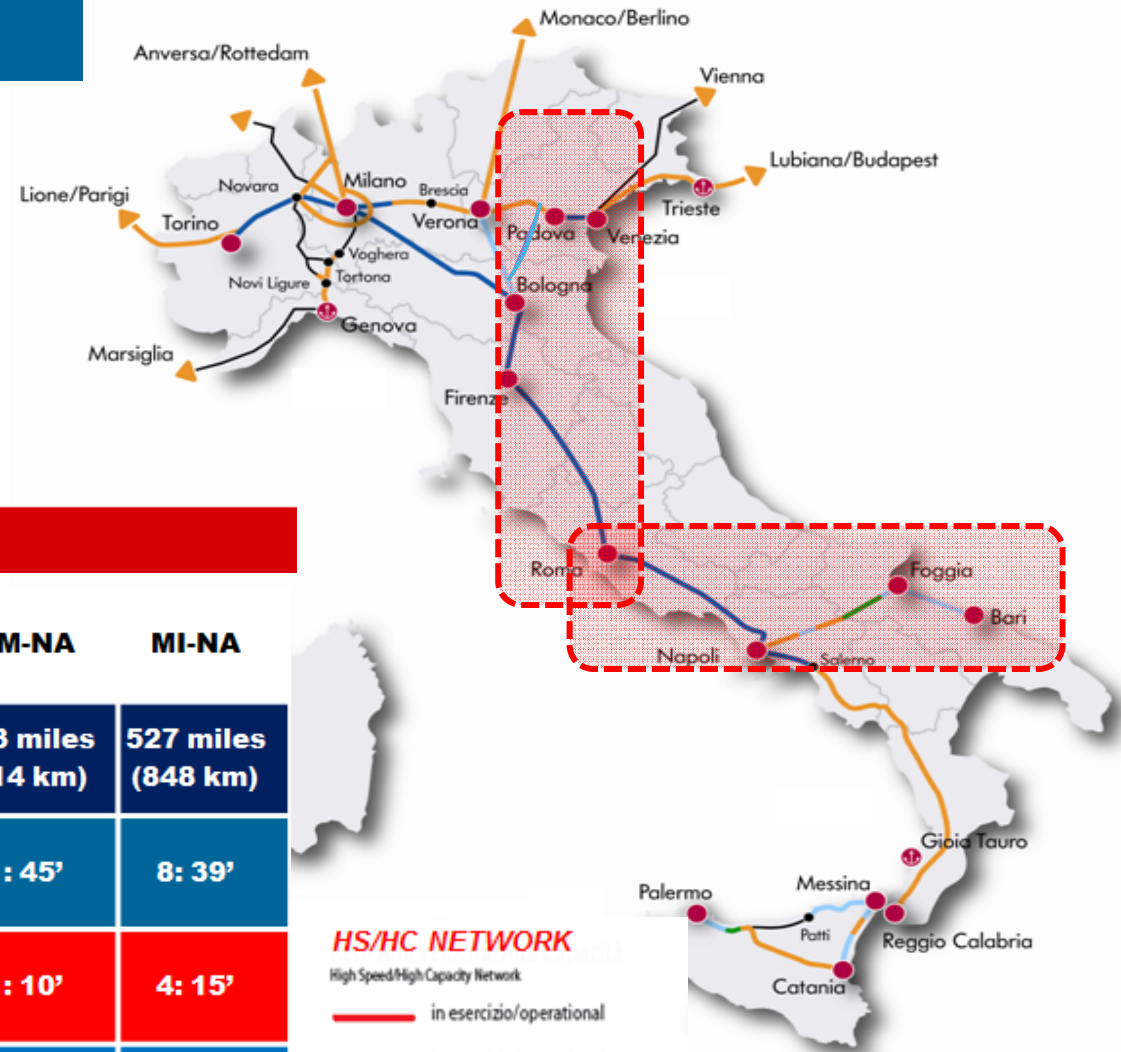 Monaco/Berlino
Anversa/Rottedam
Vienna
Lubiana/Budapest
Lione/Parigi
Novara
Milano
Brescia
Torino
Verona
Padova
Venezia
Trieste
Voghera
Novi Ligure
Tortona
Bologna
Genova
Marsiglia
Firenze
Roma
Foggia
Bari
Napoli
Salerno
M-NA MI-NA
3 miles 527 miles
14 km) (848 km)
: 45’ 8: 39’
: 10’ 4: 15’
Gioia Tauro
Palermo
Messina
Patti
Reggio Calabria
Catania
HS/HC NETWORK
High Speed/High Capacity Network
in esercizio/operational